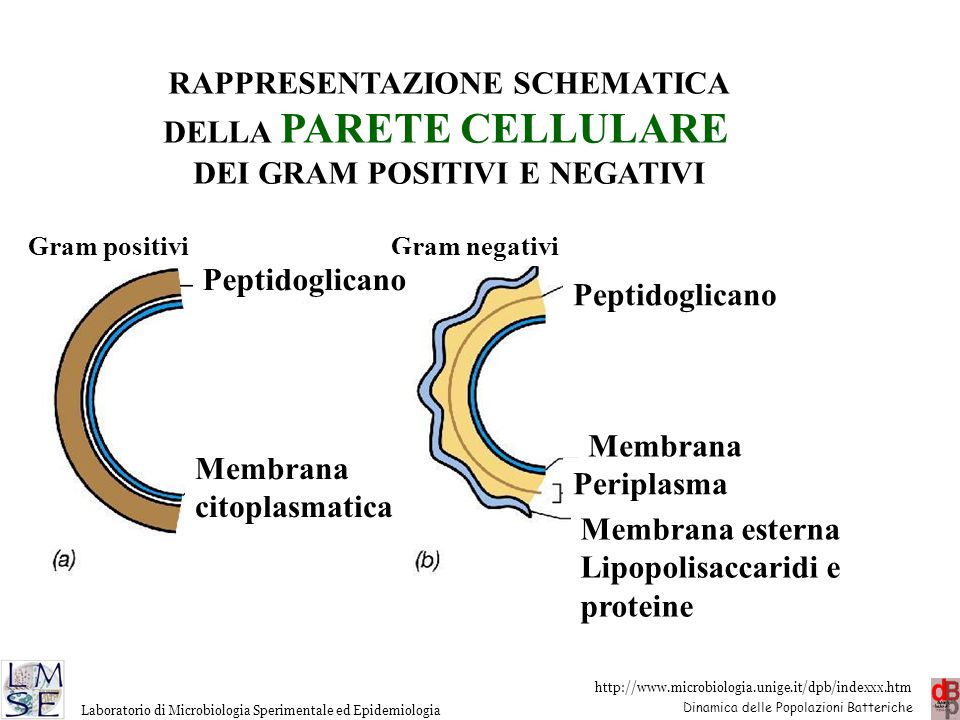 RAPPRESENTAZIONE SCHEMATICA
DELLA PARETE CELLULARE
DEI GRAM POSITIVI E NEGATIVI
Gram positivi
Gram negativi
Peptidoglicano
Peptidoglicano
Membrana
citoplasmatica
Membrana
Periplasma
Membrana esterna
Lipopolisaccaridi e
proteine
(a)
(b)
LM
SE
Laboratorio di Microbiologia Sperimentale ed Epidemiologia
http://www.microbiologia.unige.it/dpb/indexxx.htm
Dinamica delle Popolazioni Batteriche